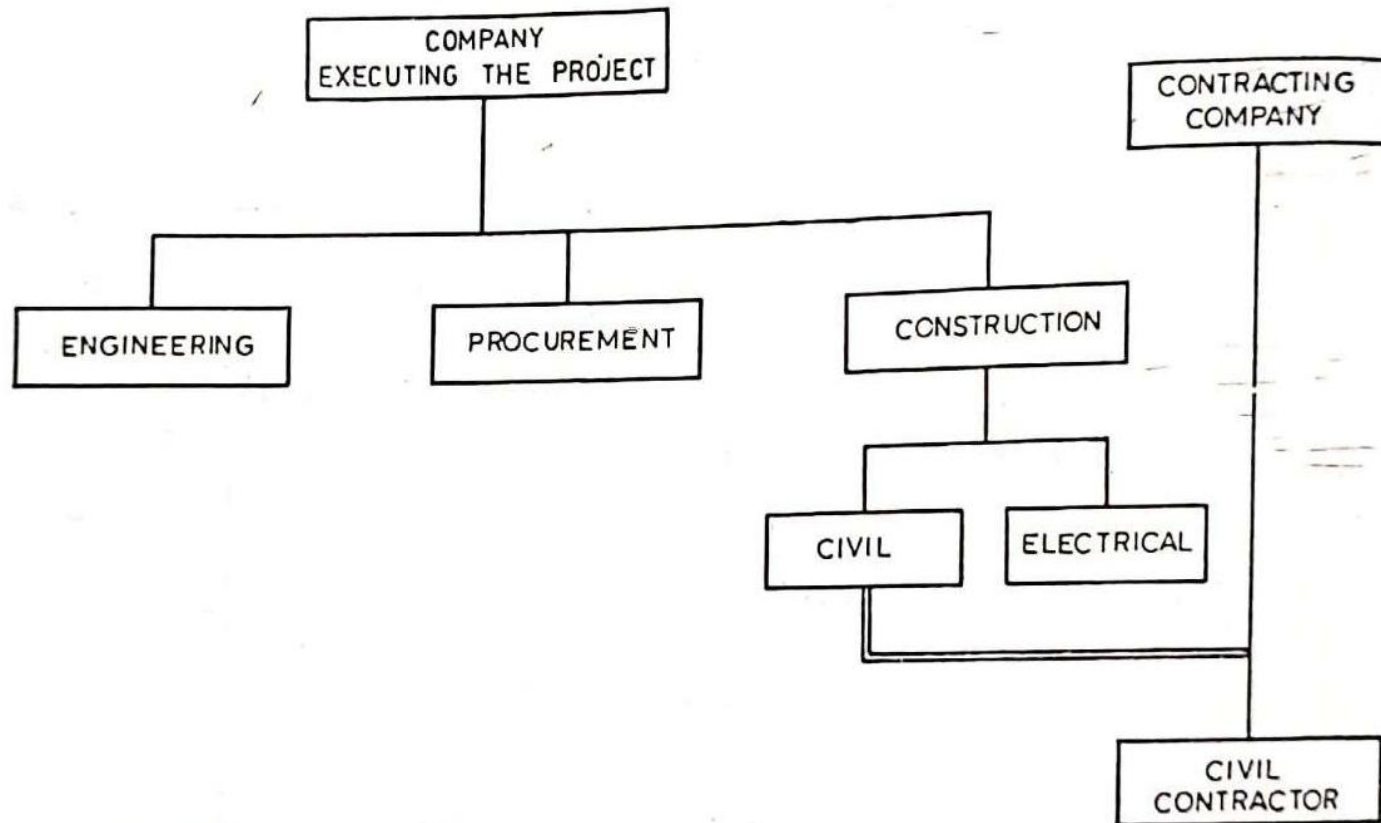 COMPANY
EXECUTING THE PROJECT
CONTRACTING
COMPANY
ENGINEERING
PROCUREMENT
CONSTRUCTION
CIVIL
ELECTRICAL
CIVIL
CONTRACTOR